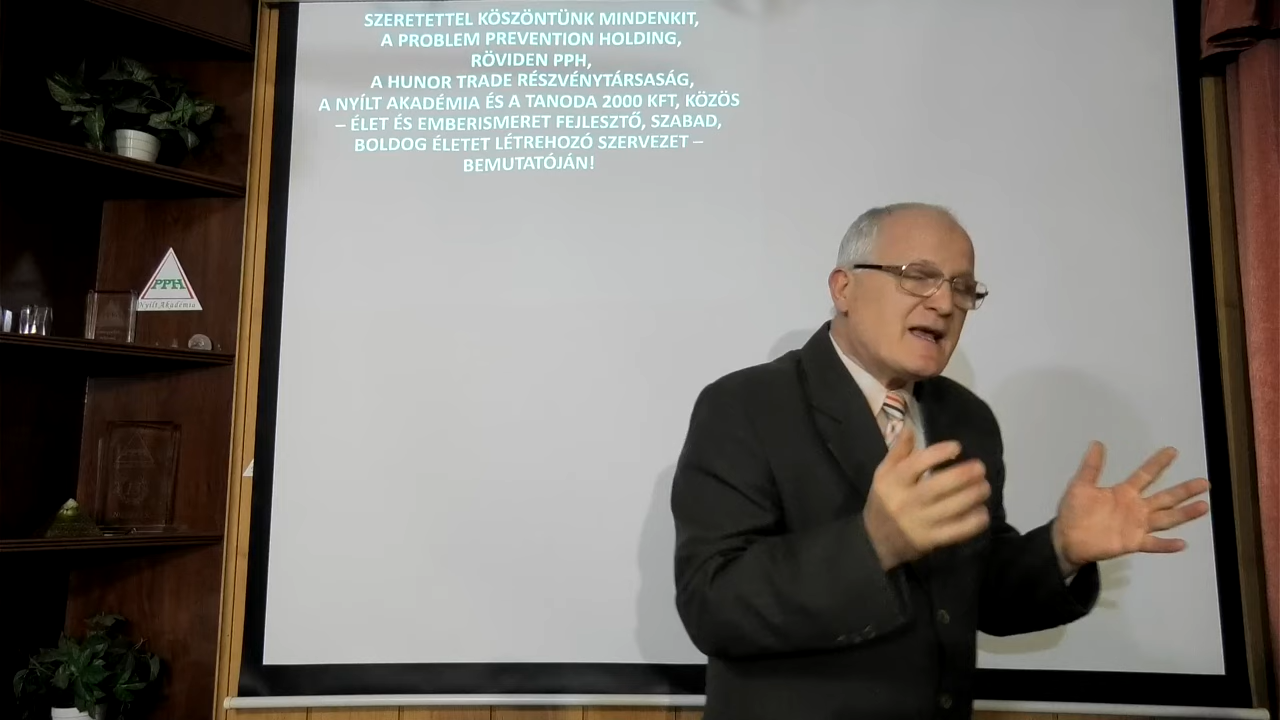 SZERETETTEL KÖSZÖNTÜNK MINDENKIT,
A PROBLEM PREVENTION HOLDING,
RÖVIDEN PPH,
A HUNOR TRADE RÉSZVÉNYTÁRSASÁG,
A NYÍLT AKADÉMIA ÉS A TANODA 2000 KFT, KÖZÖS
– ÉLET ÉS EMBERISMERET FEJLESZTŐ, SZABAD,
BOLDOG ÉLETET LÉTREHOZÓ SZERVEZET –
BEMUTATÓJÁN!
PPH
Nyílt Akadémia